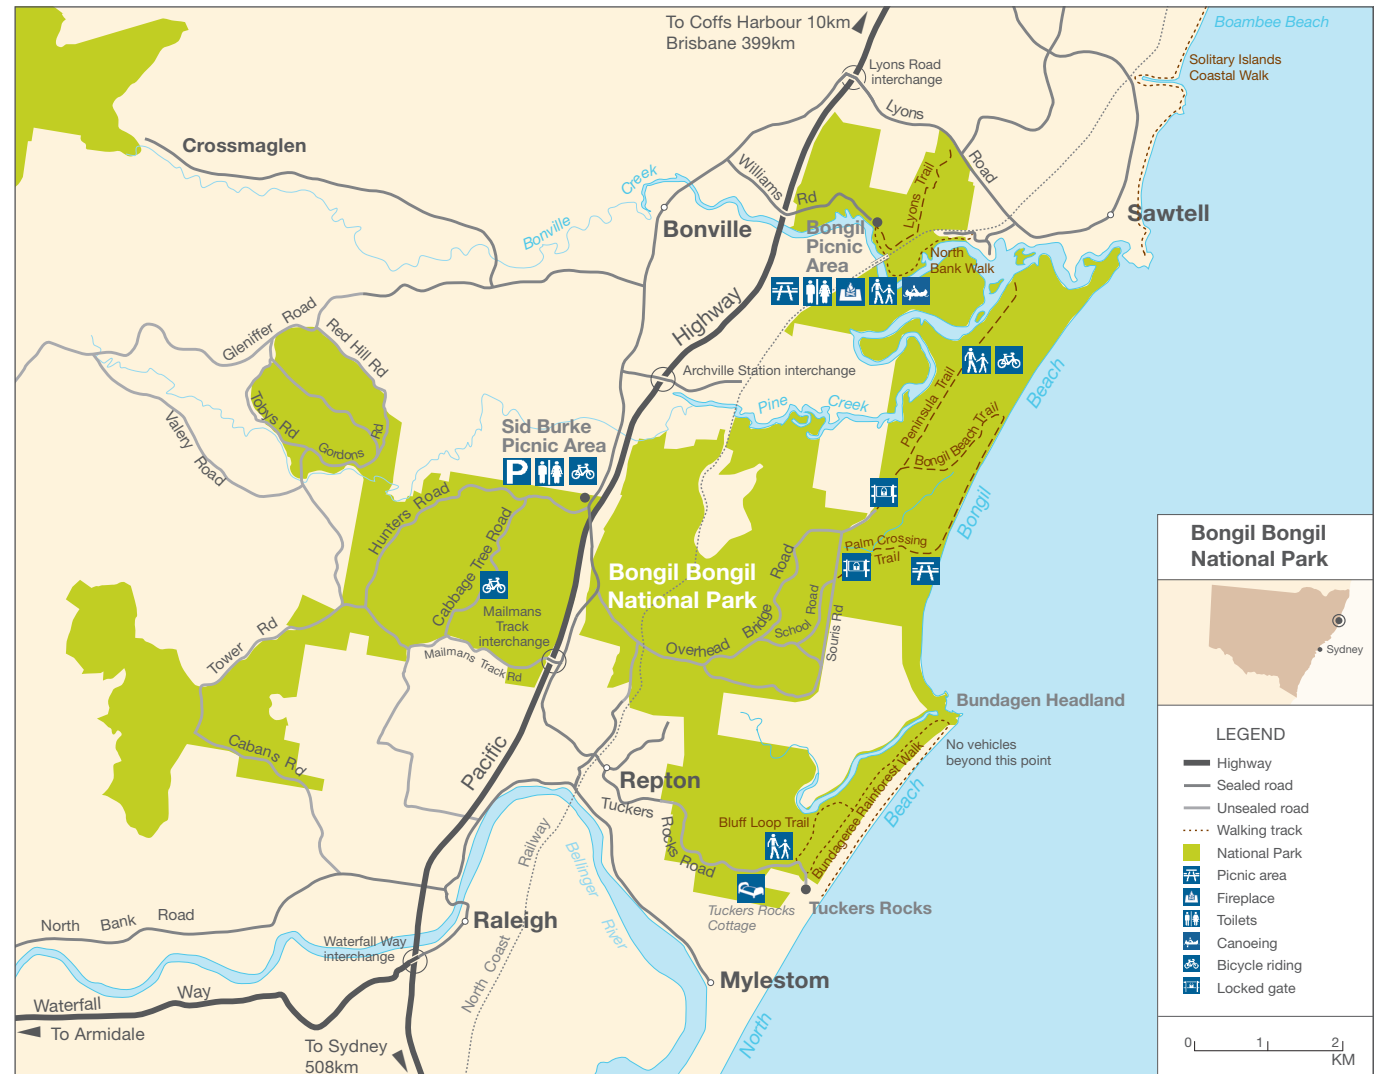 To Coffs Harbour 10km
Brisbane 399km
Boambee Beach
Solitary Islands
Coastal Walk
Lyons Road
interchange
Lyons
Road
Crossmaglen
Bonville
Creek
Williams
Rd
Lyons Trail
Bonville
Sawtell
Bongil
Picnic
Area
North
Bank Walk
Highway
Gleniffer Road
Red Hill Rd
Archville Station interchange
Pine
Creek
Beach
Peninsula Trail
Bongil Beach Trail
Tobys Rd
Gordons
Rd
Valery
Road
Sid Burke
Picnic Area
P
Hunters Road
Cabbage Tree Road
Bongil
Palm Crossing
Trail
Bongil Bongil
National Park
Mailmans
Track
interchange
Mailmans Track Rd
Overhead
Bridge
Road
School
Road
Souris Rd
Tower Rd
Cabans Rd
Bundagen Headland
No vehicles
beyond this point
Pacific
Repton
Tuckers
Rocks
Road
Bluff Loop Trail
Bundageree Rainforest Walk
Beach
Railway
Bellinger
River
Tuckers Rocks
Cottage
Tuckers Rocks
North Bank Road
Raleigh
Waterfall Way
interchange
North Coast
Mylestom
Waterfall Way
To Armidale
To Sydney
508km
North
Bongil Bongil
National Park
Sydney
LEGEND
Highway
Sealed road
Unsealed road
Walking track
National Park
Picnic area
Fireplace
Toilets
Canoeing
Bicycle riding
Locked gate
0 1 2
KM